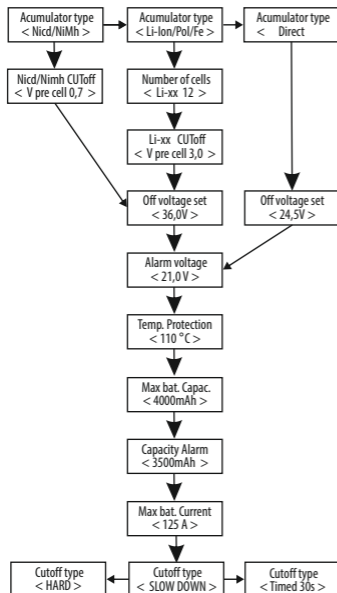 Acumulator type
< Nicd/NiMh >
Acumulator type
< Li-Ion/Pol/Fe >
Acumulator type
< Direct
Nicd/Nimh CUToff
< V pre cell 0,7 >
Number of cells
< Li-xx 12 >
Li-xx CUToff
< V pre cell 3,0 >
Off voltage set
< 36,0V >
Off voltage set
< 24,5V >
Alarm voltage
< 21,0 V >
Temp. Protection
< 110 °C >
Max bat. Capac.
< 4000mAh >
Capacity Alarm
< 3500mAh >
Max bat. Current
< 125 A >
Cutoff type
< HARD >
Cutoff type
< SLOW DOWN >
Cutoff type
< Timed 30s >